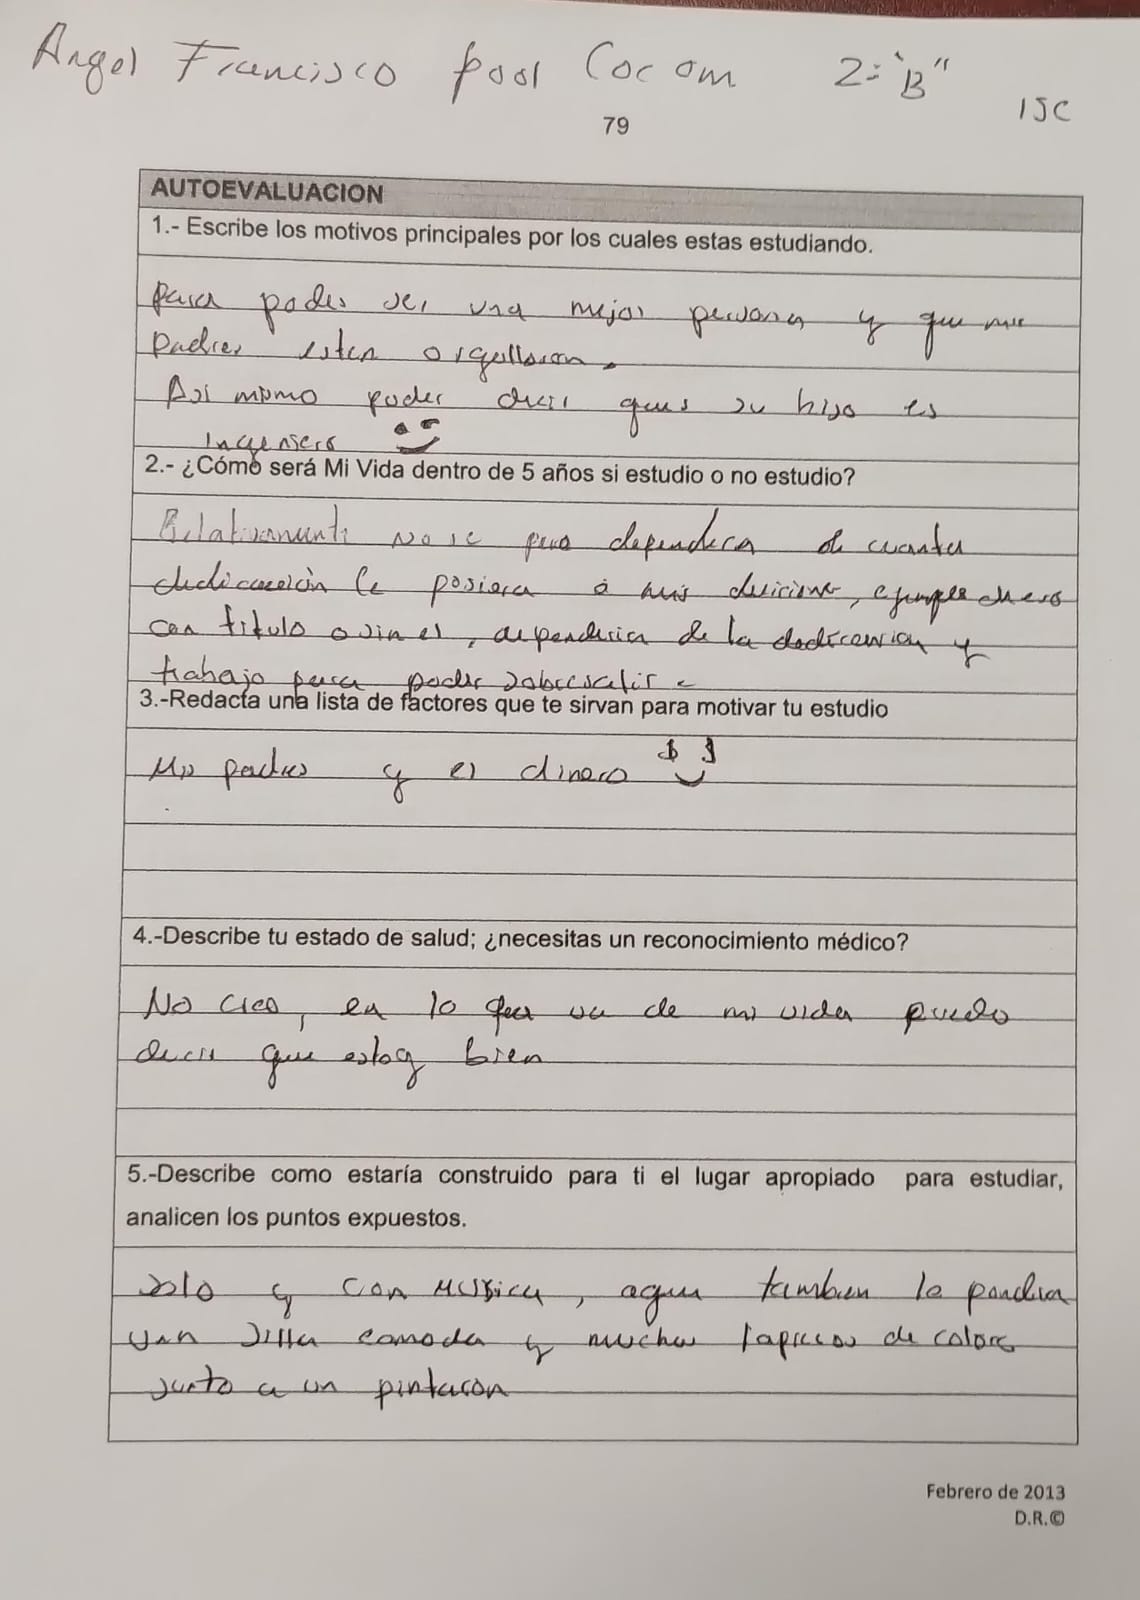 Angel Francisco Pool Cocom 2: "B"
ISC
79
AUTOEVALUACION
1.- Escribe los motivos principales por los cuales estas estudiando.
Para poder ser una mejor persona y que mis
padres esten orgullosos.
Asi mismo poder decir que su hijo es
Ingeniero
2.- ¿Cómo será Mi Vida dentro de 5 años si estudio o no estudio?
Relativamente no se pero dependera de cuanta
dedicación le posiera a mis decisiones, ejemplo
con titulo o sin el, dependeria de la dedicacion y
trabajo para poder sobresalir
3.-Redacta una lista de factores que te sirvan para motivar tu estudio
Mis padres y el dinero $ $
4.-Describe tu estado de salud; ¿necesitas un reconocimiento médico?
No creo, en lo que va de mi vida puedo
decir que estoy bien
5.-Describe como estaría construido para ti el lugar apropiado para estudiar,
analicen los puntos expuestos.
solo y con musica, agua tambien le pondria
una silla comoda y muchos lapiceros de colores
junto a un pintaron
Febrero de 2013
D.R.©